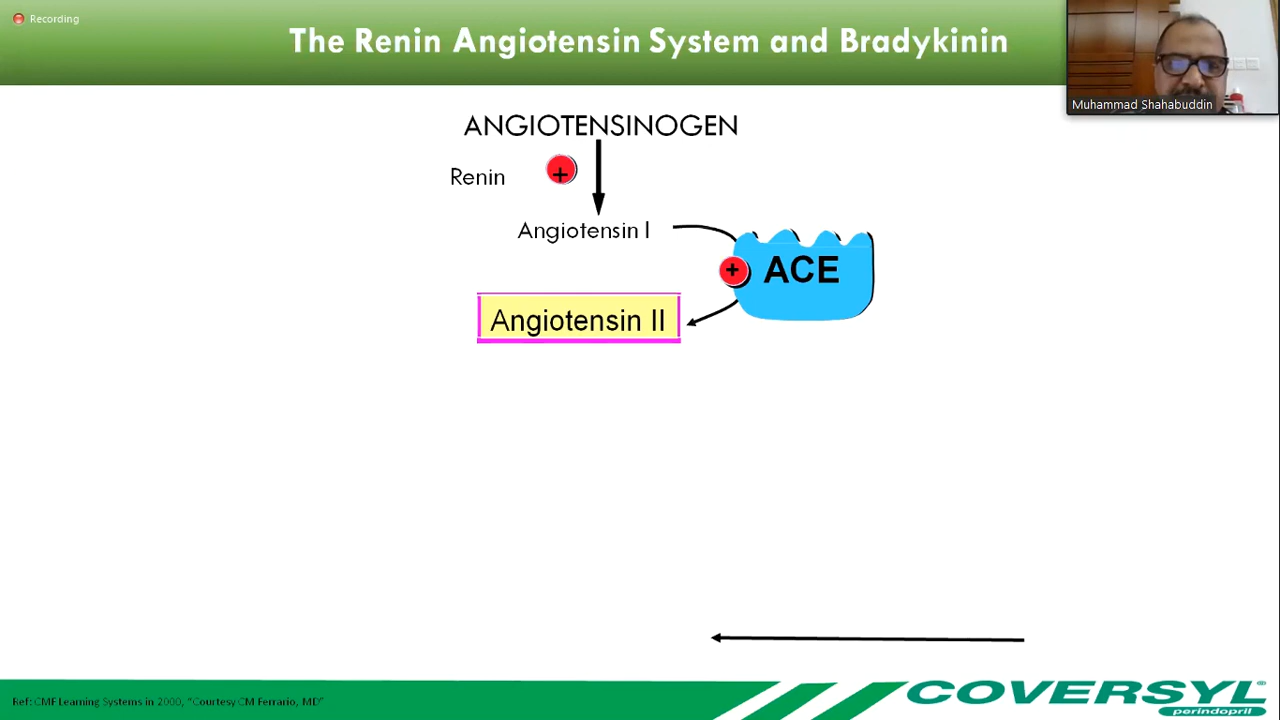 Recording
The Renin Angiotensin System and Bradykinin
Muhammad Shahabuddin
ANGIOTENSINOGEN
Renin
+
Angiotensin I
+
ACE
Angiotensin II
Ref: CMF Learning Systems in 2000, "Courtesy CM Ferrario, MD"
COVERSYL®
perindopril